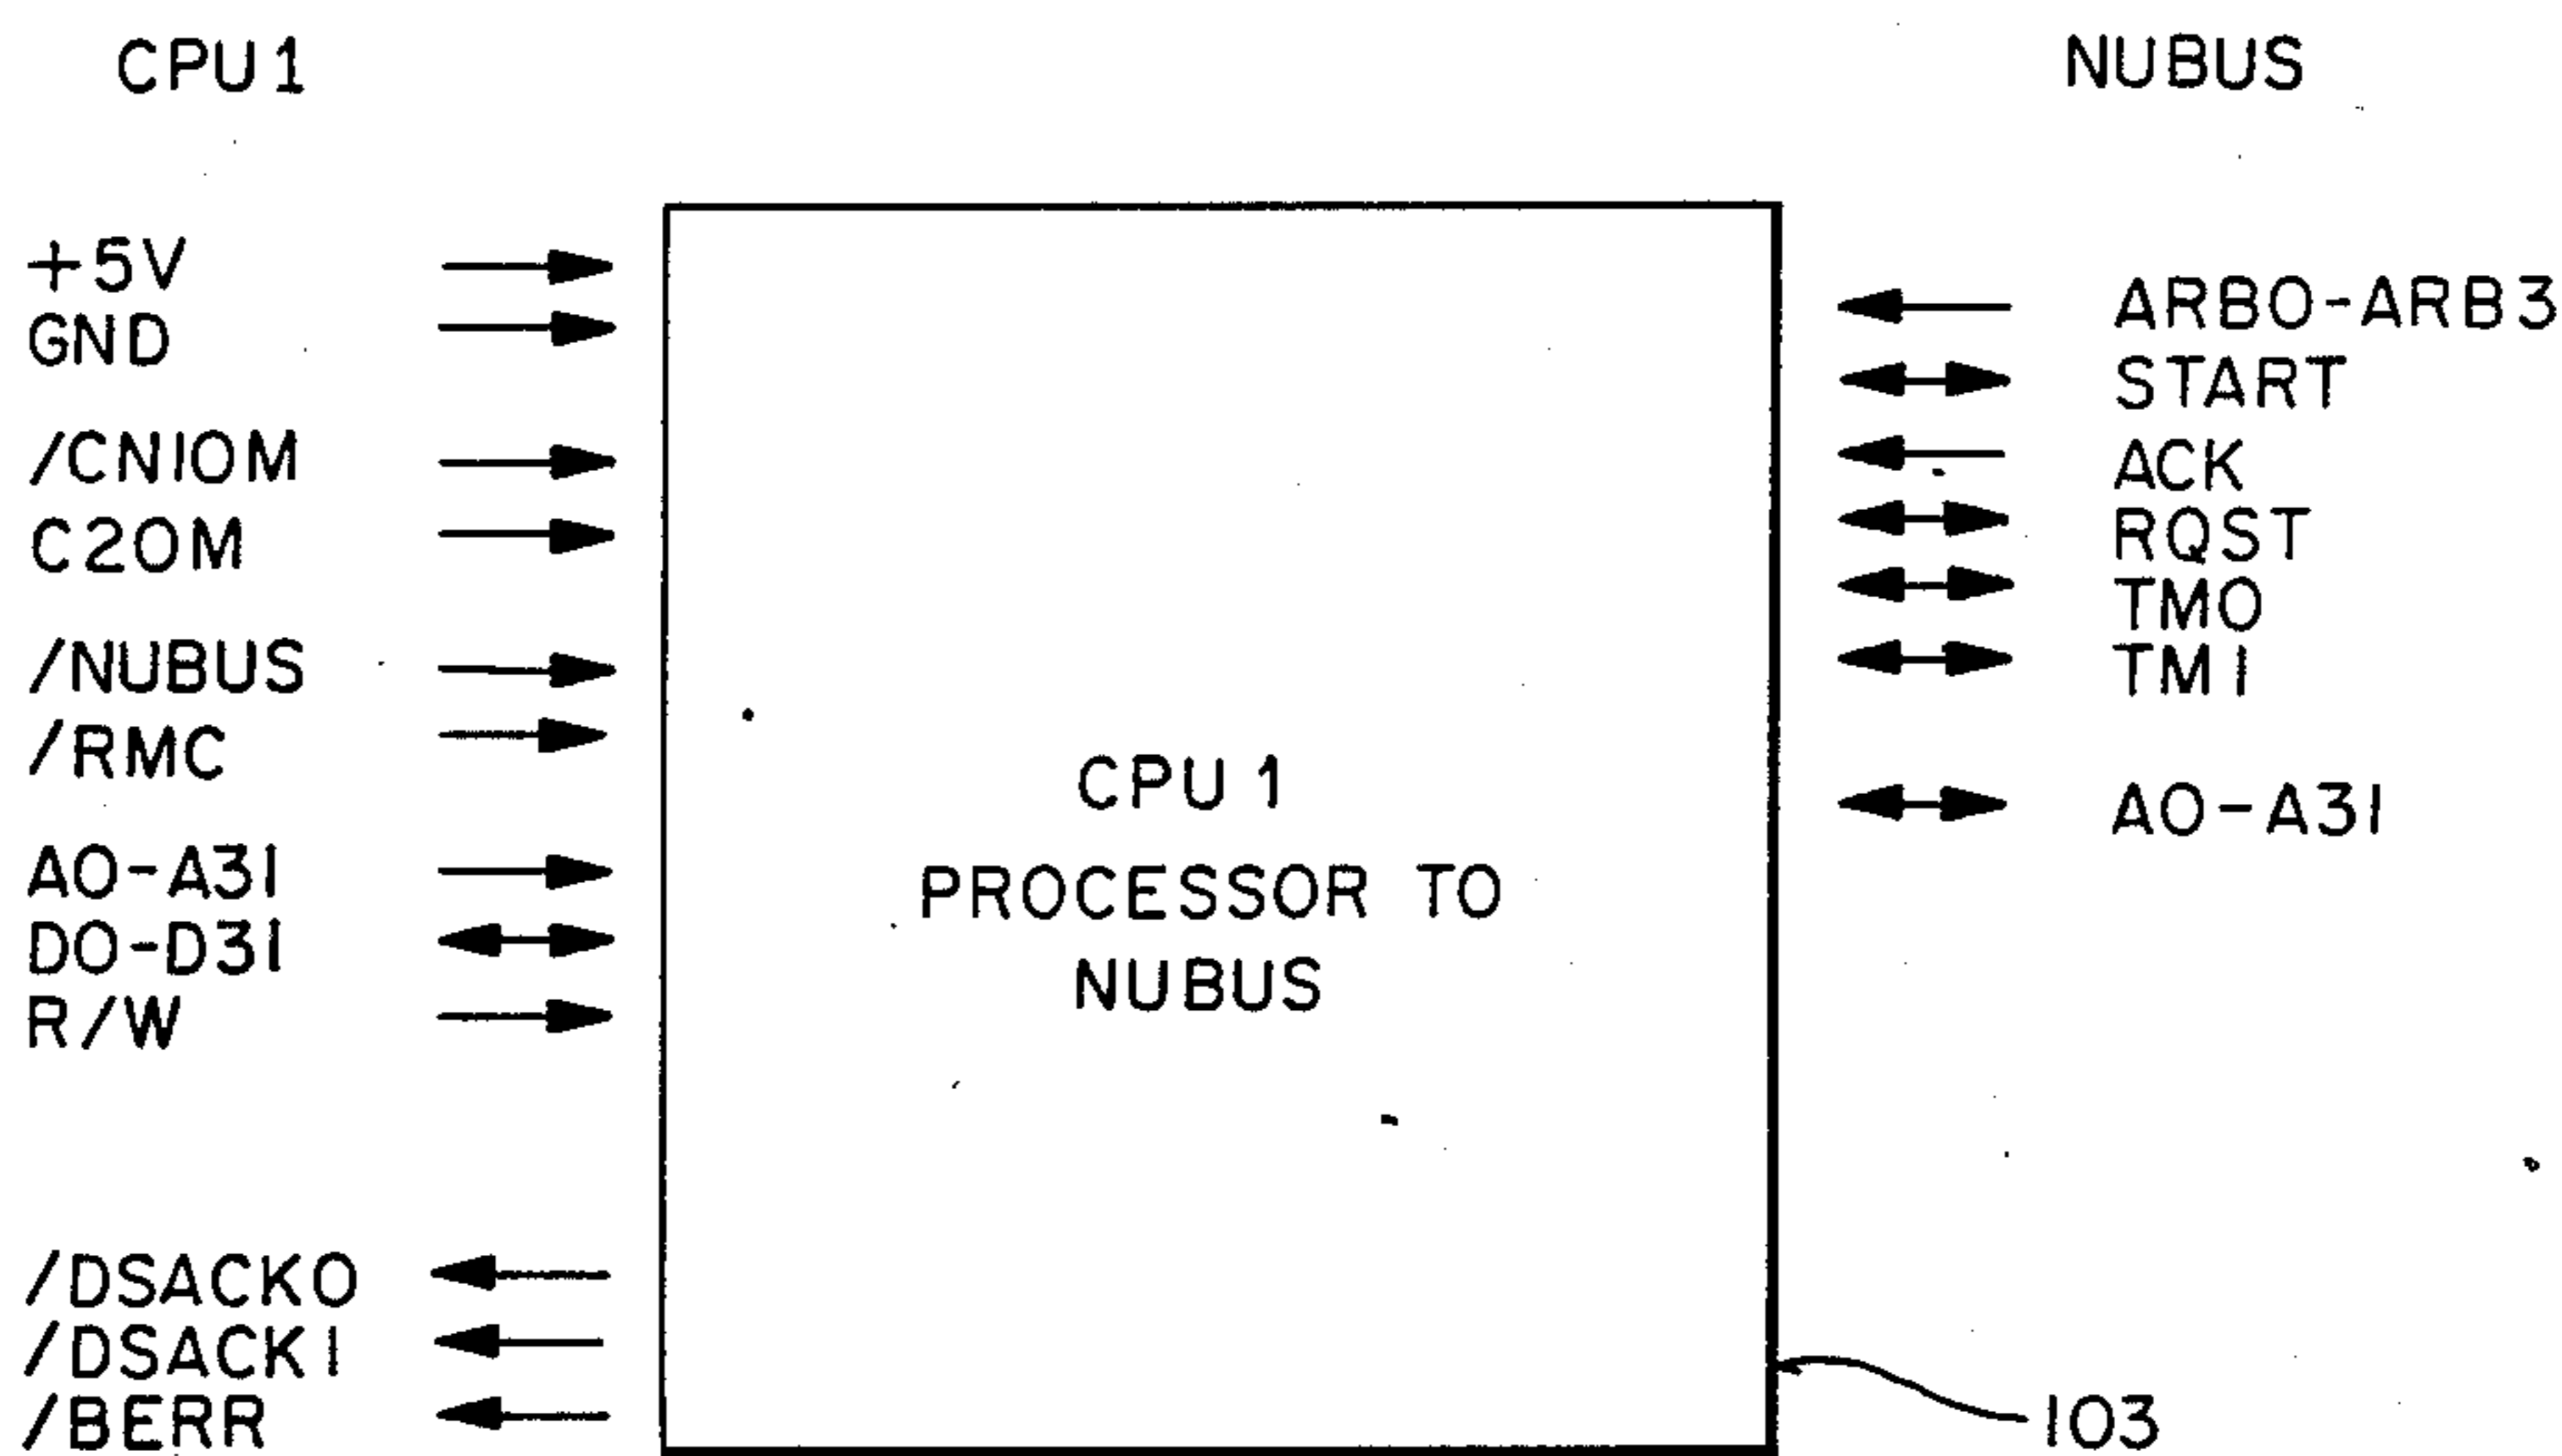 CPU1
NUBUS
+5V
GND
/CN10M
C20M
/NUBUS
/RMC
A0-A31
D0-D31
R/W
/DSACK0
/DSACK1
/BERR
CPU 1
PROCESSOR TO
NUBUS
ARB0-ARB3
START
ACK
RQST
TM0
TM1
A0-A31
103